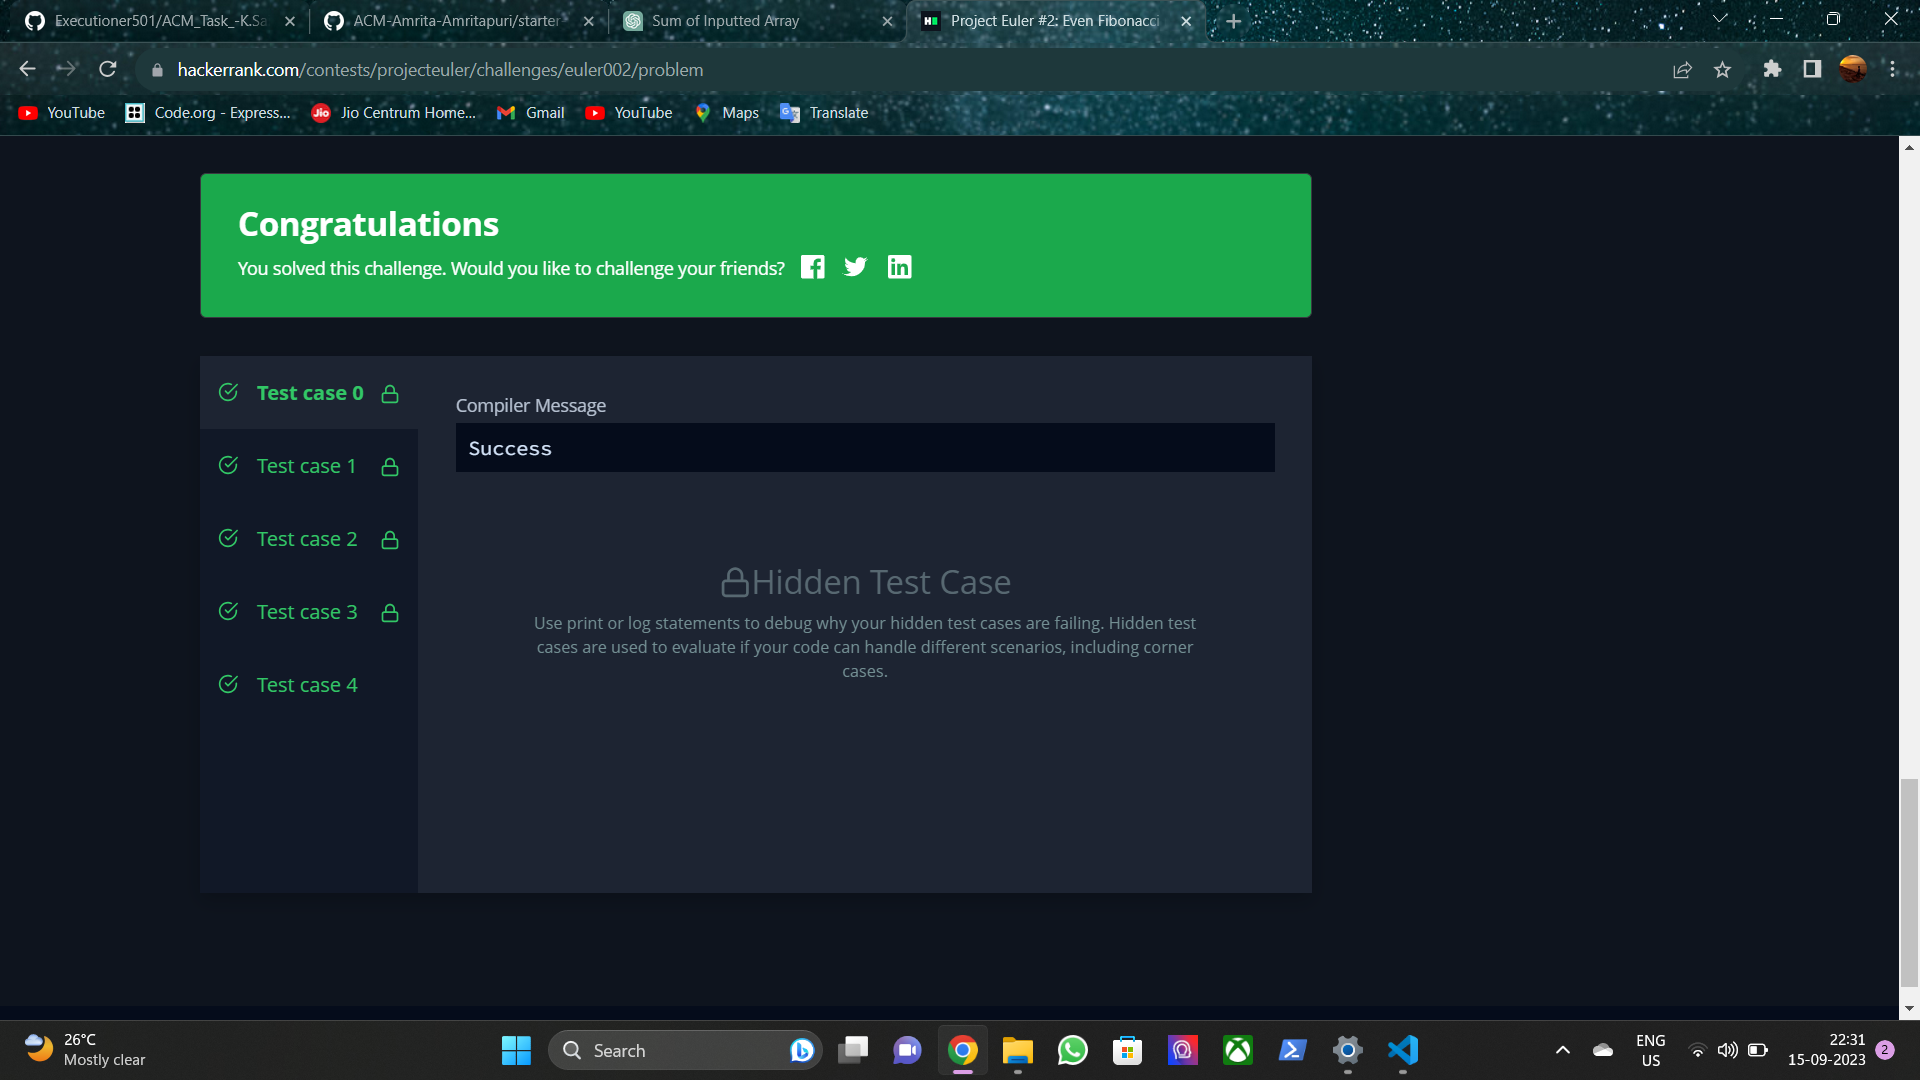 Executioner501/ACM_Task_-K.Sa
ACM-Amrita-Amritapuri/starter-
Sum of Inputted Array
Project Euler #2: Even Fibonacci
hackerrank.com/contests/projecteuler/challenges/euler002/problem
YouTube
Code.org - Express...
Jio Centrum Home...
Gmail
YouTube
Maps
Translate
Congratulations
You solved this challenge. Would you like to challenge your friends?
Test case 0
Test case 1
Test case 2
Test case 3
Test case 4
Compiler Message
Success
Hidden Test Case
Use print or log statements to debug why your hidden test cases are failing. Hidden test
cases are used to evaluate if your code can handle different scenarios, including corner
cases.
26°C
Mostly clear
Search
ENG
US
22:31
15-09-2023
2